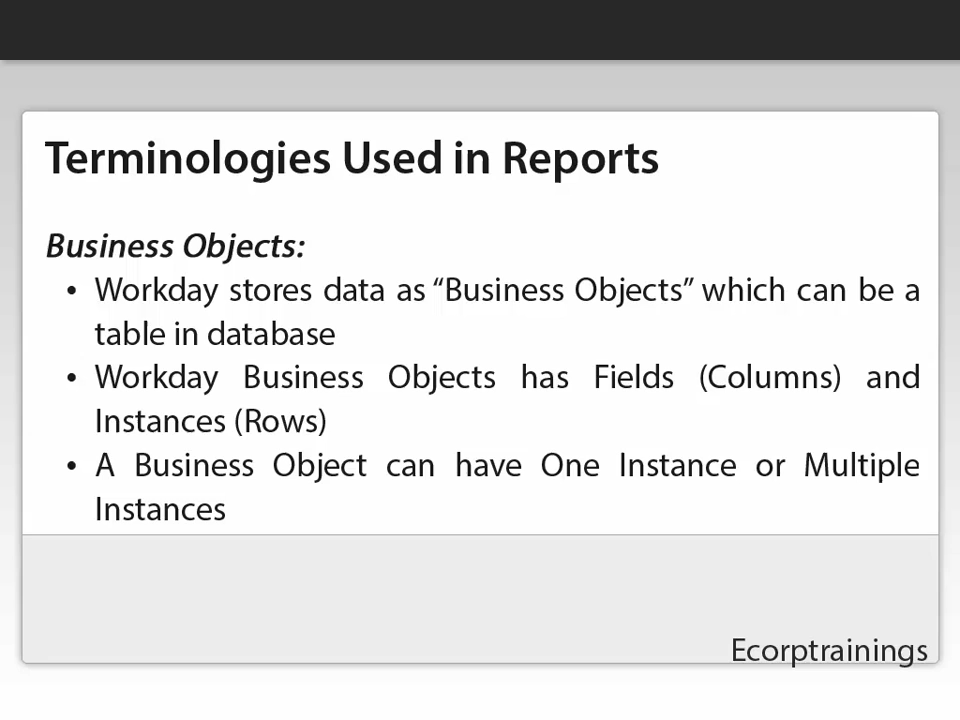 Terminologies Used in Reports
Business Objects:
• Workday stores data as “Business Objects” which can be a
table in database
• Workday Business Objects has Fields (Columns) and
Instances (Rows)
• A Business Object can have One Instance or Multiple
Instances
Ecorptrainings